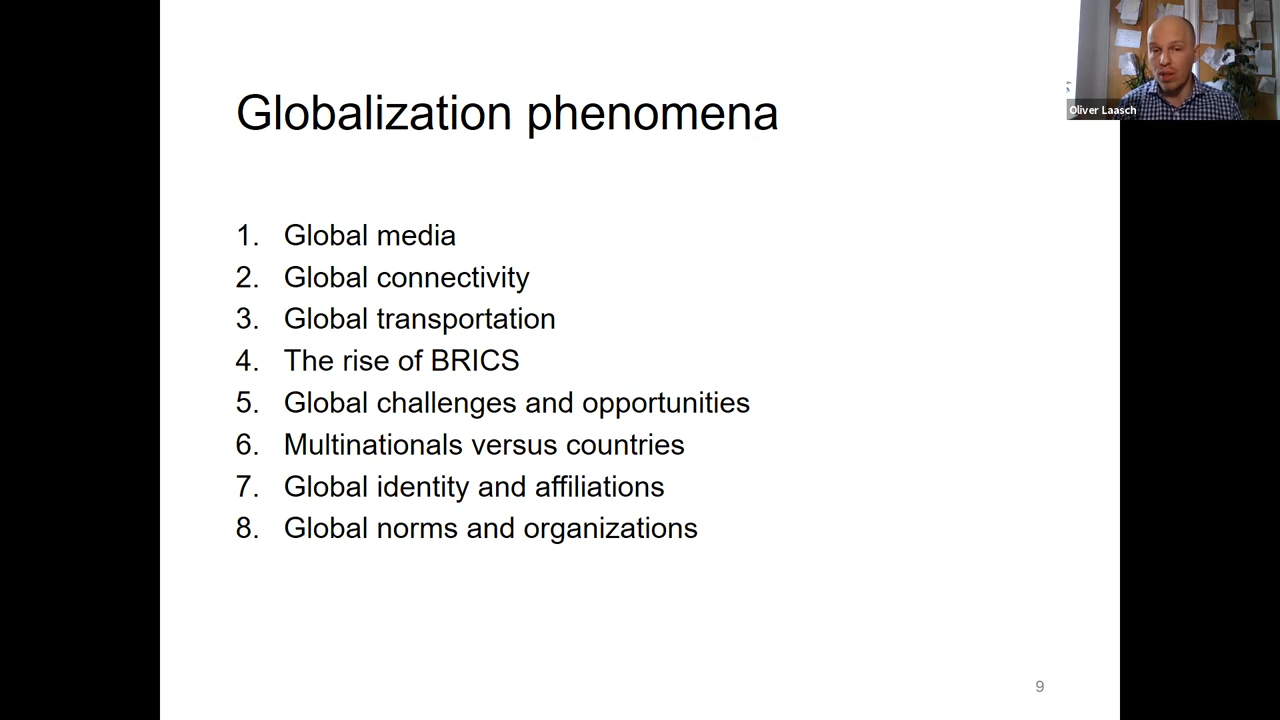 Globalization phenomena
Oliver Laasch
1. Global media
2. Global connectivity
3. Global transportation
4. The rise of BRICS
5. Global challenges and opportunities
6. Multinationals versus countries
7. Global identity and affiliations
8. Global norms and organizations
9